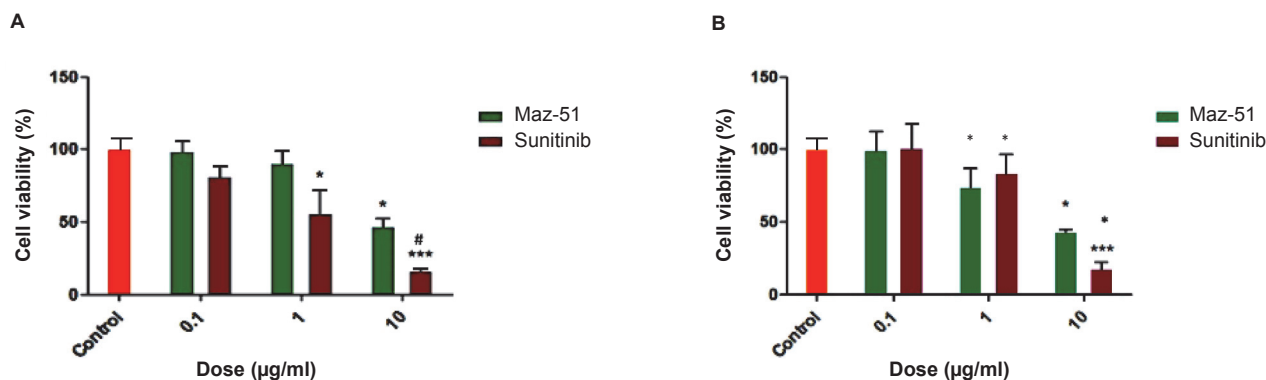 A
150
100
50
0
Cell viability (%)
*
*
#
***
Control
0.1
1
10
Dose (µg/ml)
Maz-51
Sunitinib
B
150
100
50
0
Cell viability (%)
*
*
*
*
***
Control
0.1
1
10
Dose (µg/ml)
Maz-51
Sunitinib